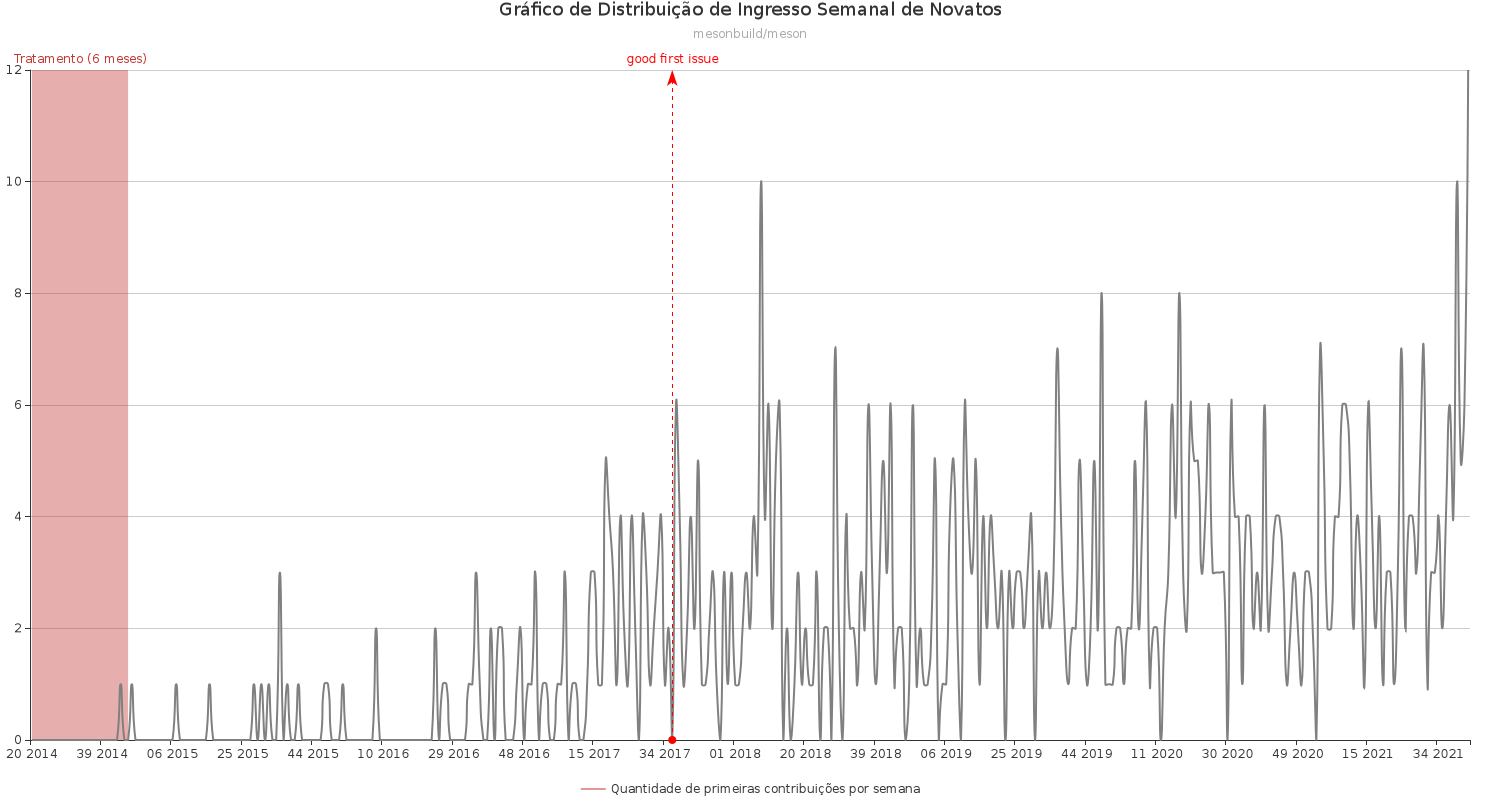 Gráfico de Distribuição de Ingresso Semanal de Novatos
mesonbuild/meson
Tratamento (6 meses)
good first issue
12
10
8
6
4
2
0
20 2014 39 2014 06 2015 25 2015 44 2015 10 2016 29 2016 48 2016 15 2017 34 2017 01 2018 20 2018 39 2018 06 2019 25 2019 44 2019 11 2020 30 2020 49 2020 15 2021 34 2021
Quantidade de primeiras contribuições por semana